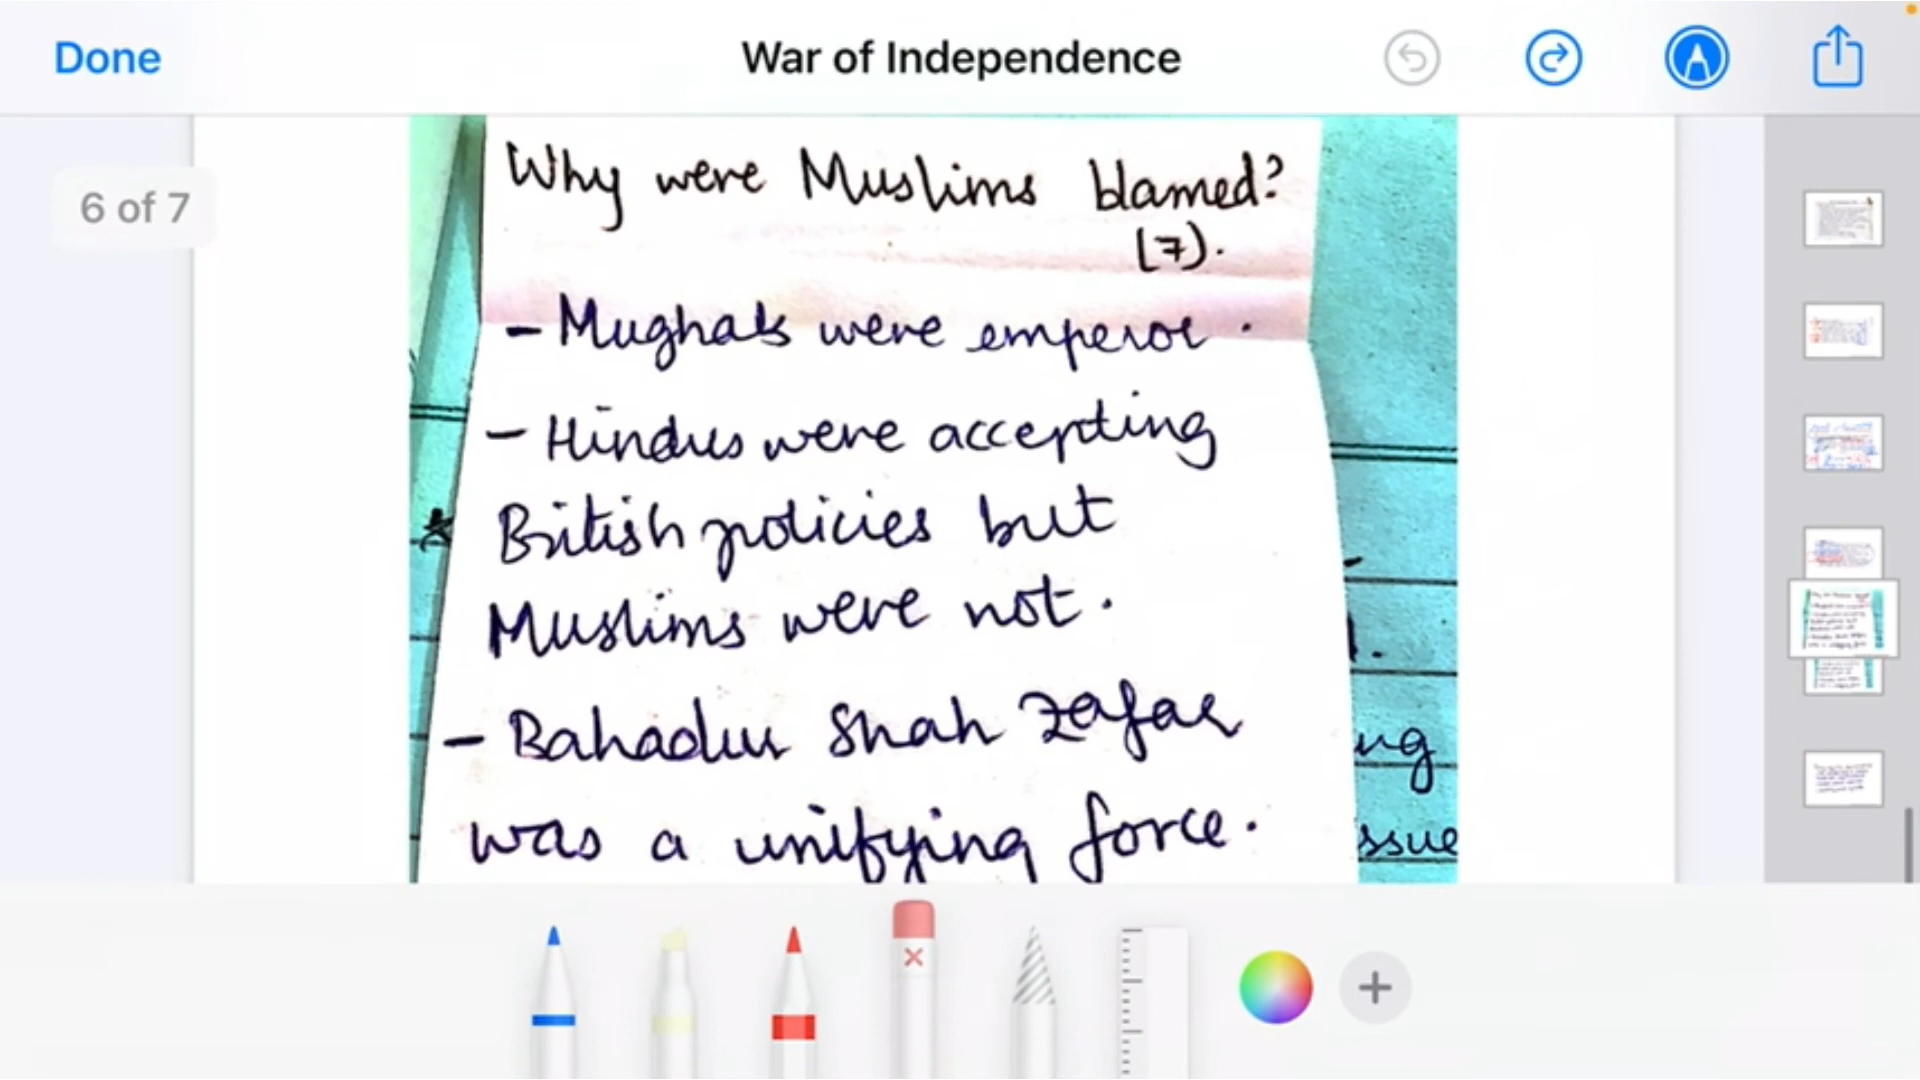 Done
War of Independence
6 of 7
Why were Muslims blamed?
(7).
- Mughals were emperor.
- Hindus were accepting
British policies but
Muslims were not.
- Bahadur Shah Zafar
was a unifying force.
ssue